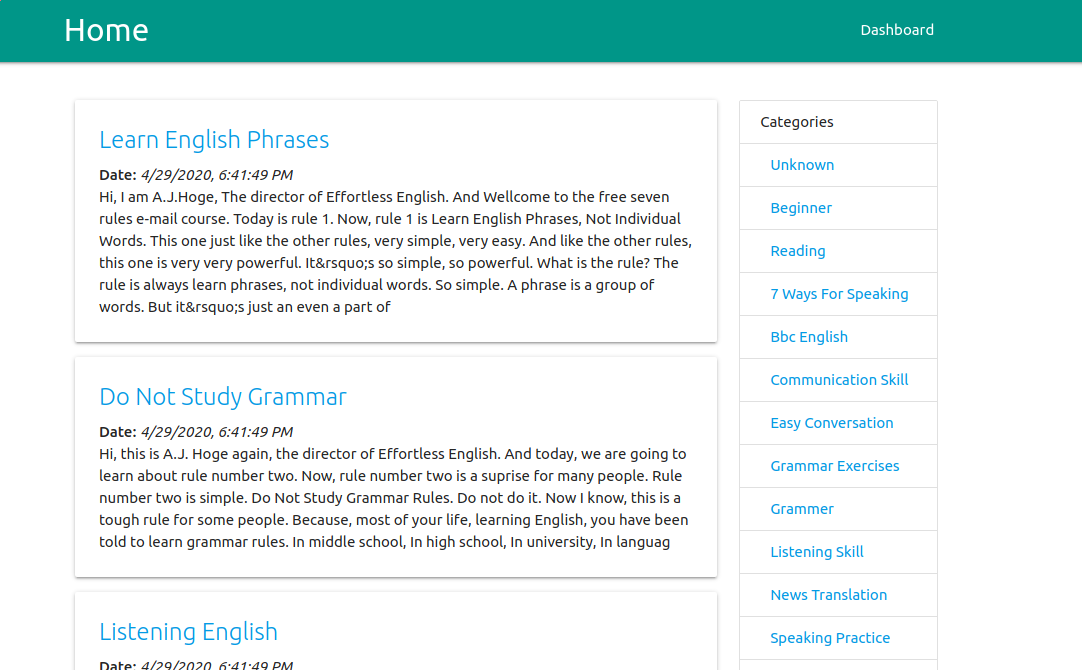 Home
Dashboard
Learn English Phrases
Date: 4/29/2020, 6:41:49 PM
Hi, I am A.J.Hoge, The director of Effortless English. And Wellcome to the free seven
rules e-mail course. Today is rule 1. Now, rule 1 is Learn English Phrases, Not Individual
Words. This one just like the other rules, very simple, very easy. And like the other rules,
this one is very very powerful. It&rsquo;s so simple, so powerful. What is the rule? The
rule is always learn phrases, not individual words. So simple. A phrase is a group of
words. But it&rsquo;s just an even a part of
Do Not Study Grammar
Date: 4/29/2020, 6:41:49 PM
Hi, this is A.J. Hoge again, the director of Effortless English. And today, we are going to
learn about rule number two. Now, rule number two is a suprise for many people. Rule
number two is simple. Do Not Study Grammar Rules. Do not do it. Now I know, this is a
tough rule for some people. Because, most of your life, learning English, you have been
told to learn grammar rules. In middle school, In high school, In university, In languag
Listening English
Date: 4/29/2020, 6:41:49 PM
Categories
Unknown
Beginner
Reading
7 Ways For Speaking
Bbc English
Communication Skill
Easy Conversation
Grammar Exercises
Grammer
Listening Skill
News Translation
Speaking Practice